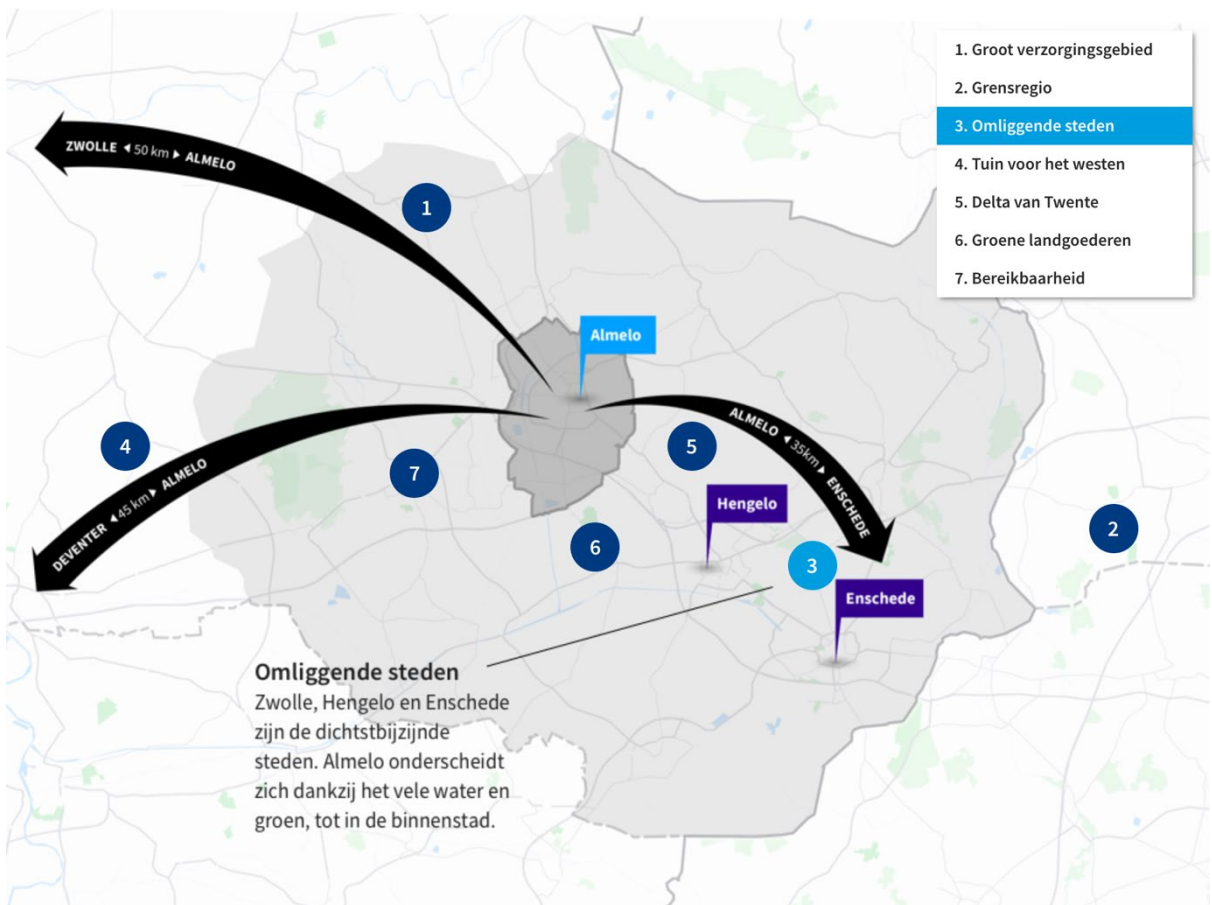 1. Groot verzorgingsgebied
2. Grensregio
3. Omliggende steden
4. Tuin voor het westen
5. Delta van Twente
6. Groene landgoederen
7. Bereikbaarheid
ZWOLLE ◀ 50 km ▶ ALMELO
1
Almelo
ALMELO ◀ 35km ▶ ENSCHEDE
4
5
7
DEVENTER ◀ 45 km ▶ ALMELO
Hengelo
2
6
3
Enschede
Omliggende steden
Zwolle, Hengelo en Enschede
zijn de dichtstbijzijnde
steden. Almelo onderscheidt
zich dankzij het vele water en
groen, tot in de binnenstad.